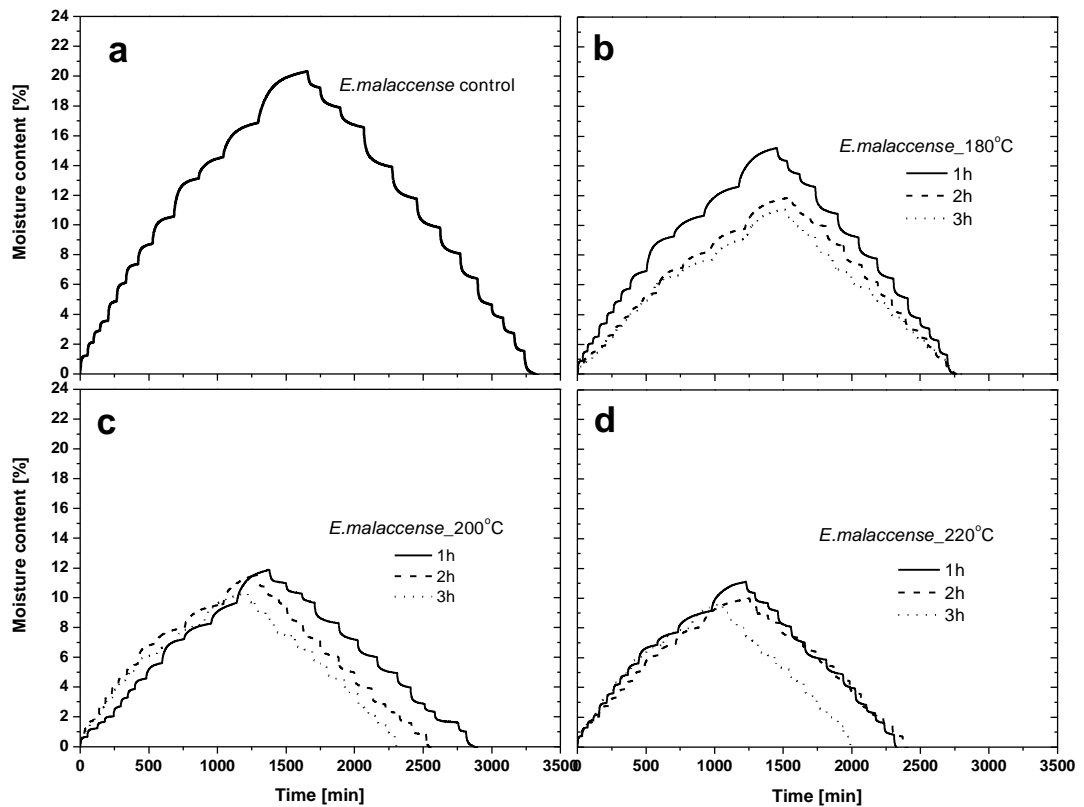 a
E.malaccense control
Moisture content [%]
24
22
20
18
16
14
12
10
8
6
4
2
0
b
E.malaccense_180°C
1h
2h
3h
c
E.malaccense_200°C
1h
2h
3h
Moisture content [%]
24
22
20
18
16
14
12
10
8
6
4
2
0
0 500 1000 1500 2000 2500 3000 3500
Time [min]
d
E.malaccense_220°C
1h
2h
3h
0 500 1000 1500 2000 2500 3000 3500
Time [min]